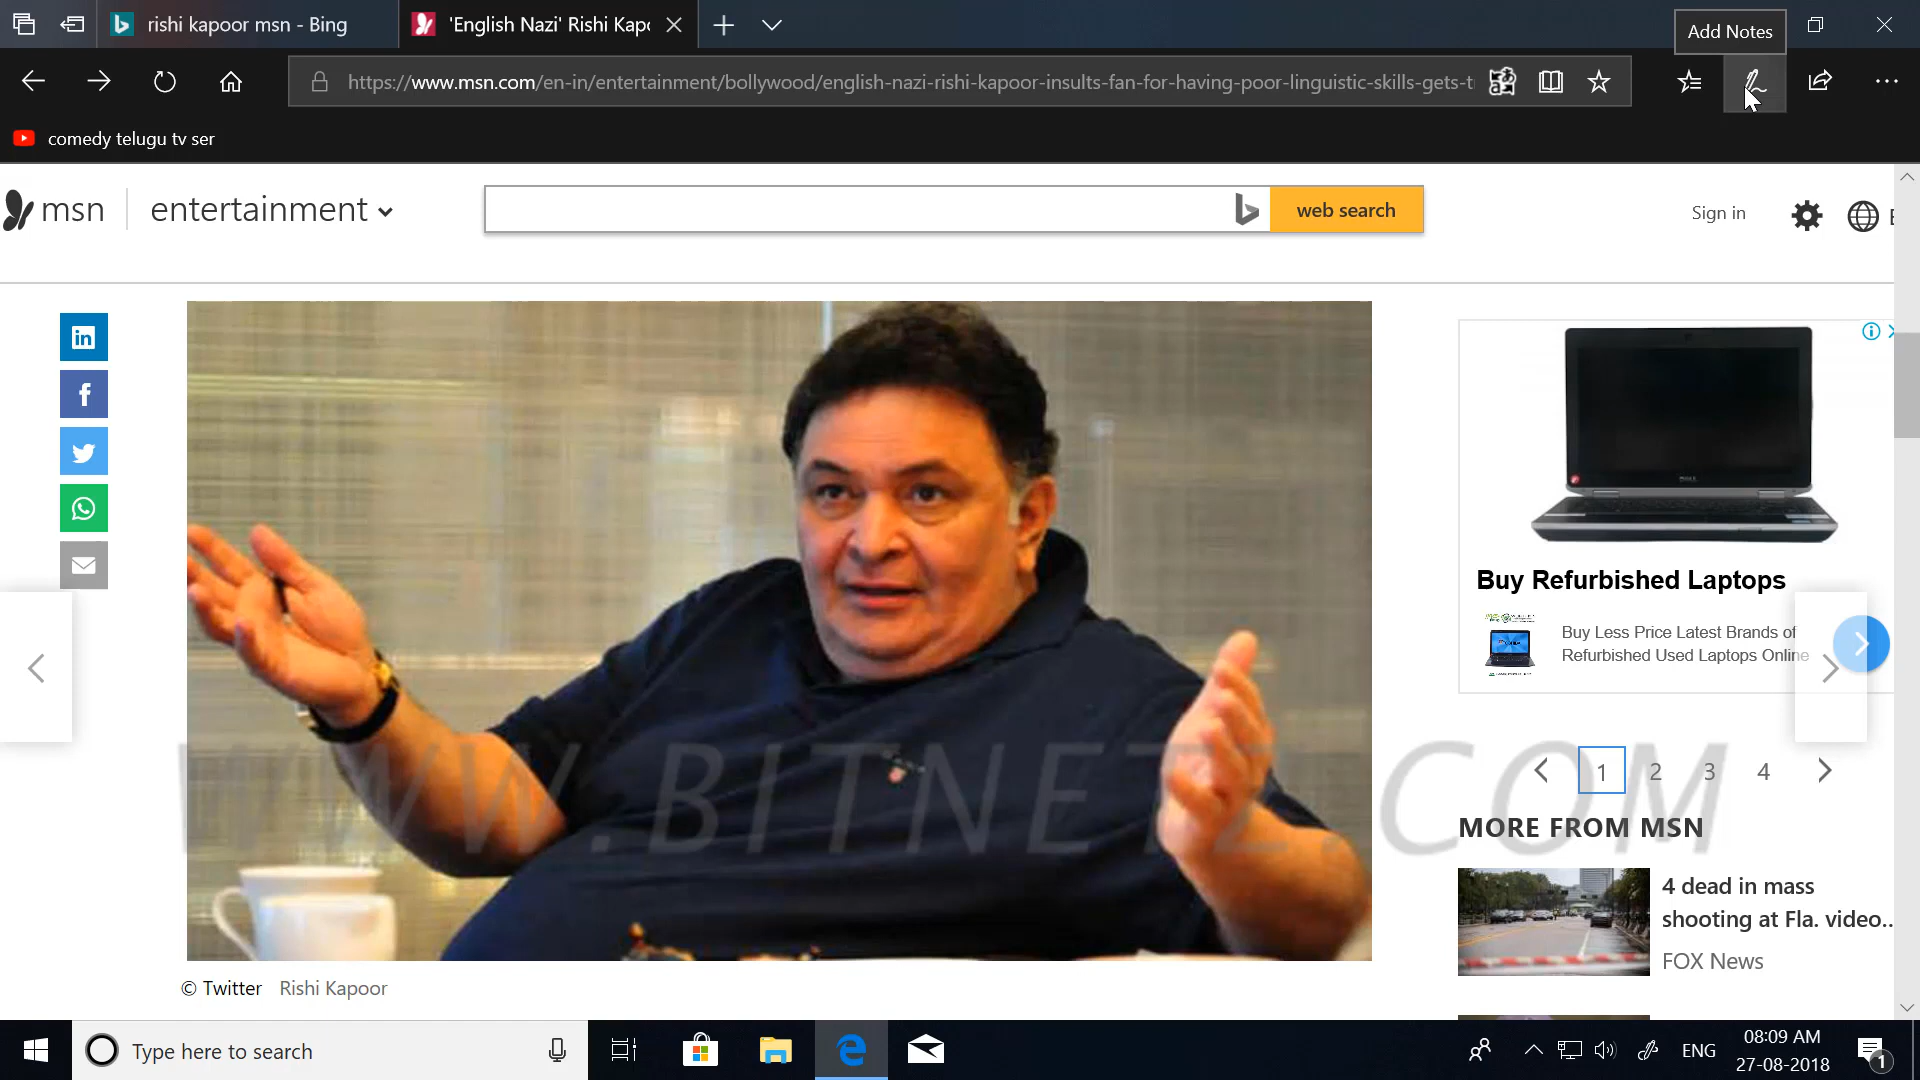 rishi kapoor msn - Bing
'English Nazi' Rishi Kap
Add Notes
https://www.msn.com/en-in/entertainment/bollywood/english-nazi-rishi-kapoor-insults-fan-for-having-poor-linguistic-skills-gets-t
comedy telugu tv ser
msn
entertainment
web search
Sign in
Buy Refurbished Laptops
Buy Less Price Latest Brands of
Refurbished Used Laptops Online
WWW.BITNETZ.COM
1 2 3 4
MORE FROM MSN
4 dead in mass
shooting at Fla. video..
FOX News
© Twitter Rishi Kapoor
Type here to search
ENG
08:09 AM
27-08-2018
1